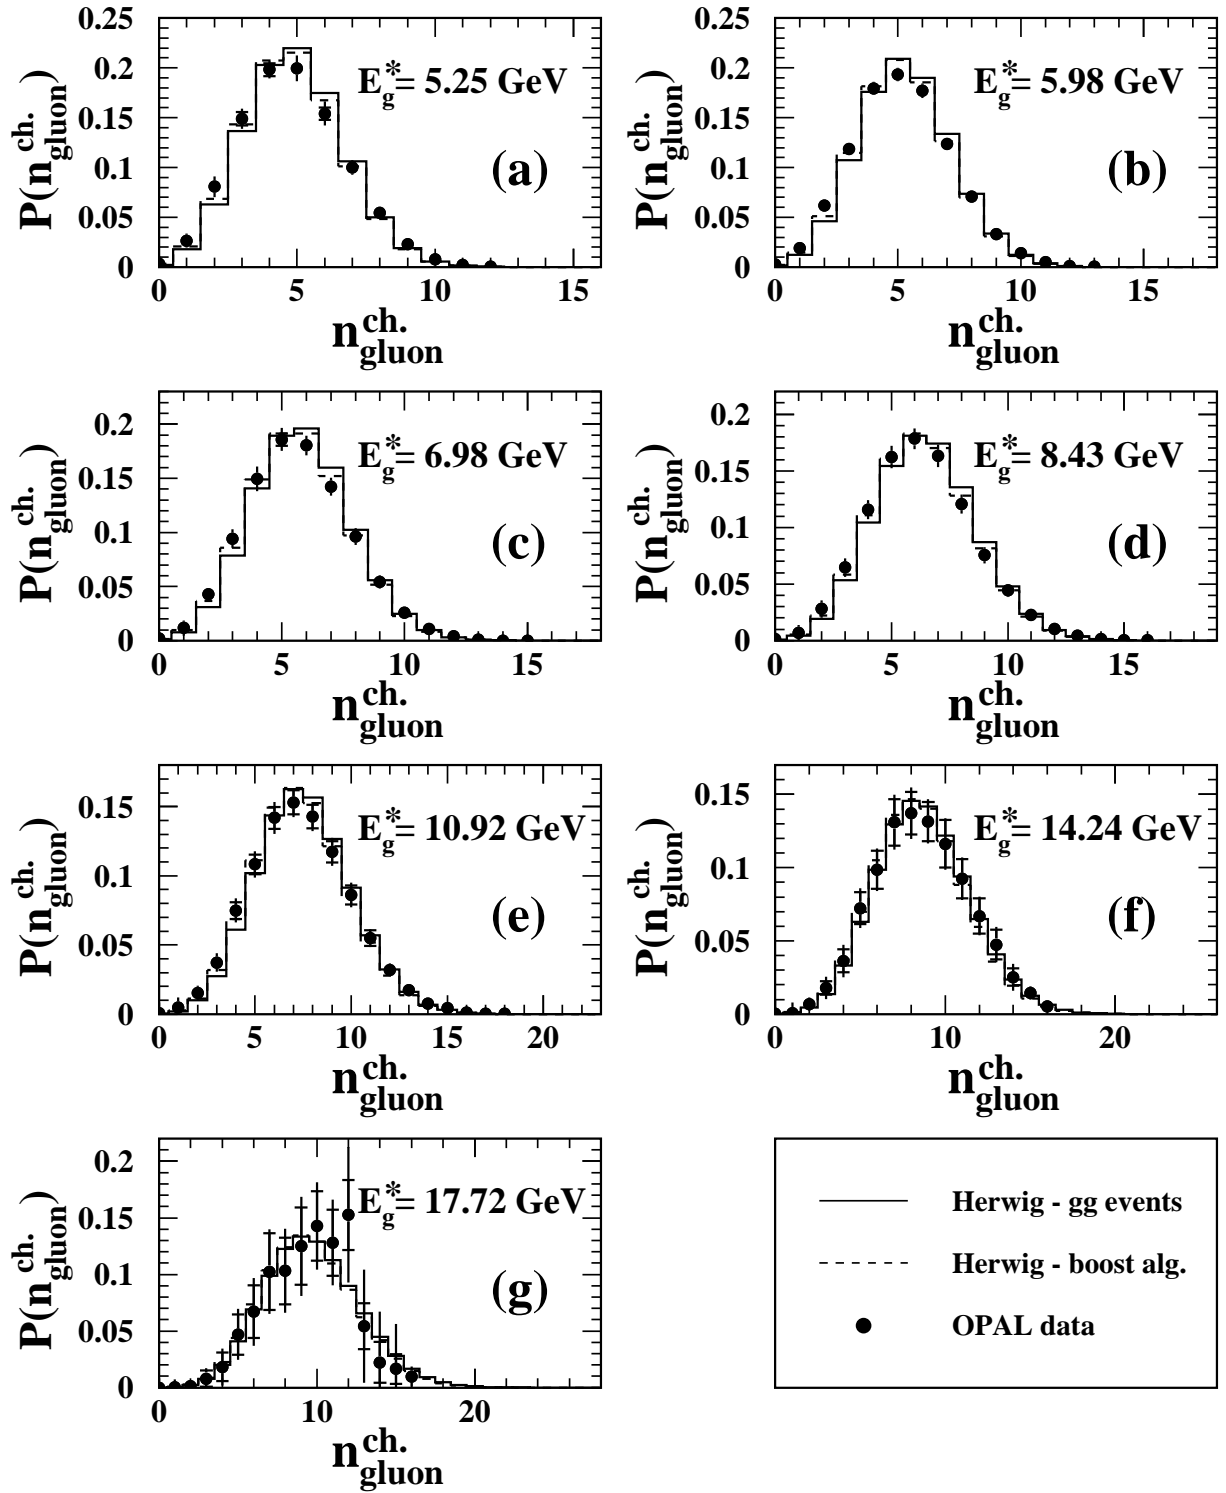 P(n^ch._gluon)
0.25
0.2
0.15
0.1
0.05
0
E*_g= 5.25 GeV
(a)
0 5 10 15
n^ch._gluon
P(n^ch._gluon)
0.25
0.2
0.15
0.1
0.05
0
E*_g= 5.98 GeV
(b)
0 5 10 15
n^ch._gluon
P(n^ch._gluon)
0.2
0.15
0.1
0.05
0
E*_g= 6.98 GeV
(c)
0 5 10 15
n^ch._gluon
P(n^ch._gluon)
0.2
0.15
0.1
0.05
0
E*_g= 8.43 GeV
(d)
0 5 10 15
n^ch._gluon
P(n^ch._gluon)
0.15
0.1
0.05
0
E*_g= 10.92 GeV
(e)
0 5 10 15 20
n^ch._gluon
P(n^ch._gluon)
0.15
0.1
0.05
0
E*_g= 14.24 GeV
(f)
0 10 20
n^ch._gluon
P(n^ch._gluon)
0.2
0.15
0.1
0.05
0
E*_g= 17.72 GeV
(g)
0 10 20
n^ch._gluon
Herwig - gg events
Herwig - boost alg.
OPAL data